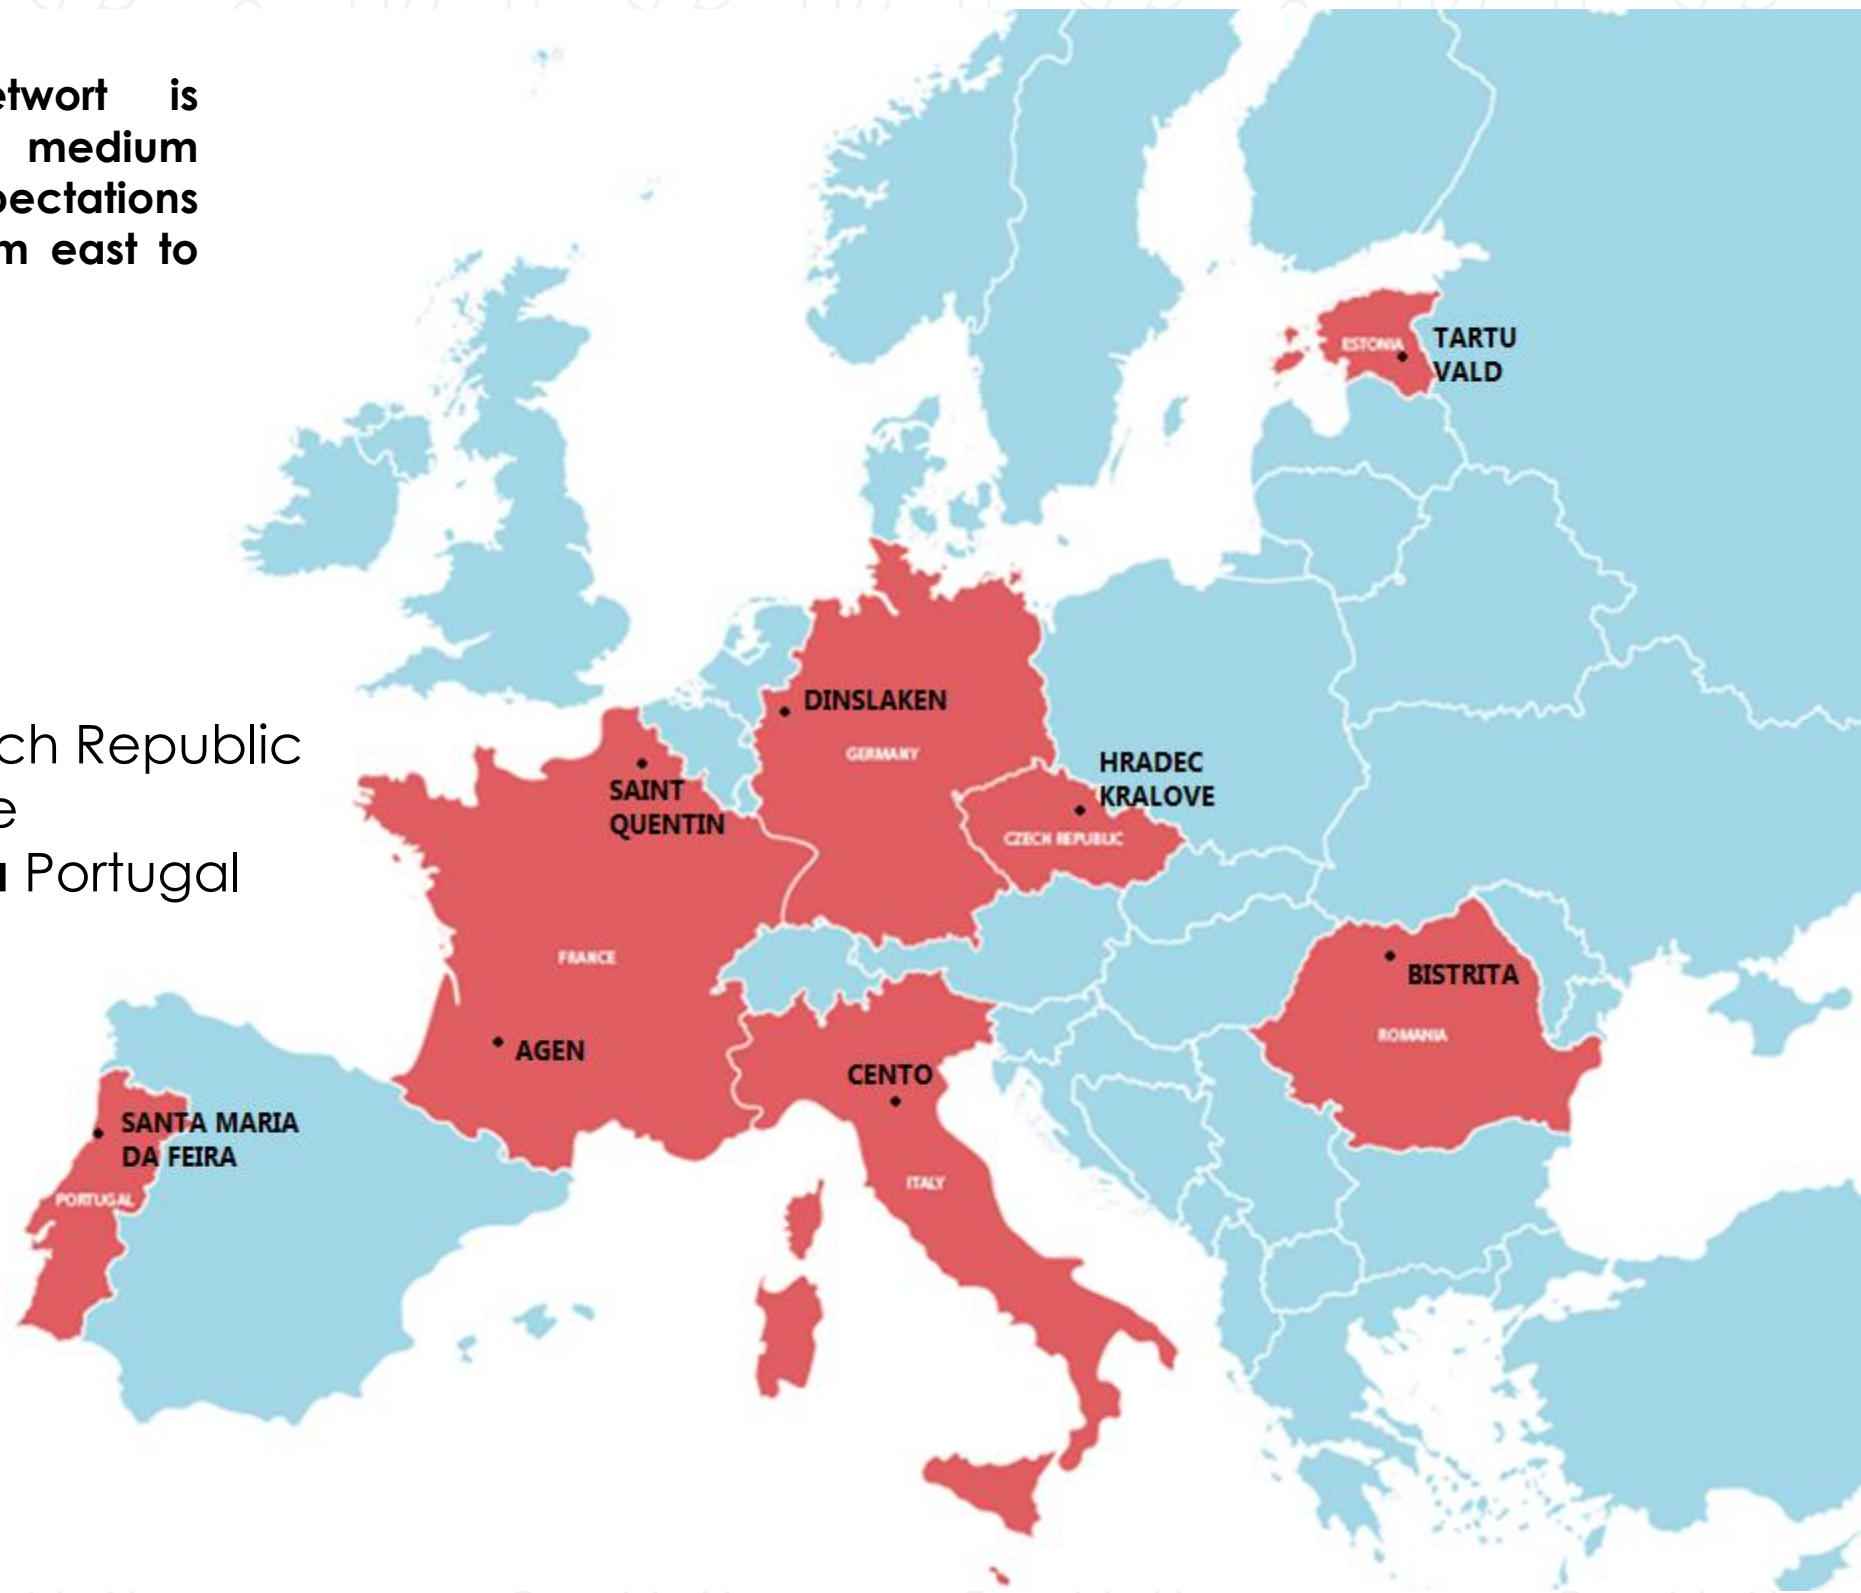 etwort is
medium
pectations
m east to
ch Republic
e
a Portugal
ESTONIA
TARTU
VALD
DINSLAKEN
GERMANY
HRADEC
KRALOVE
CZECH REPUBLIC
SAINT
QUENTIN
FRANCE
AGEN
CENTO
ITALY
BISTRITA
ROMANIA
SANTA MARIA
DA FEIRA
PORTUGAL